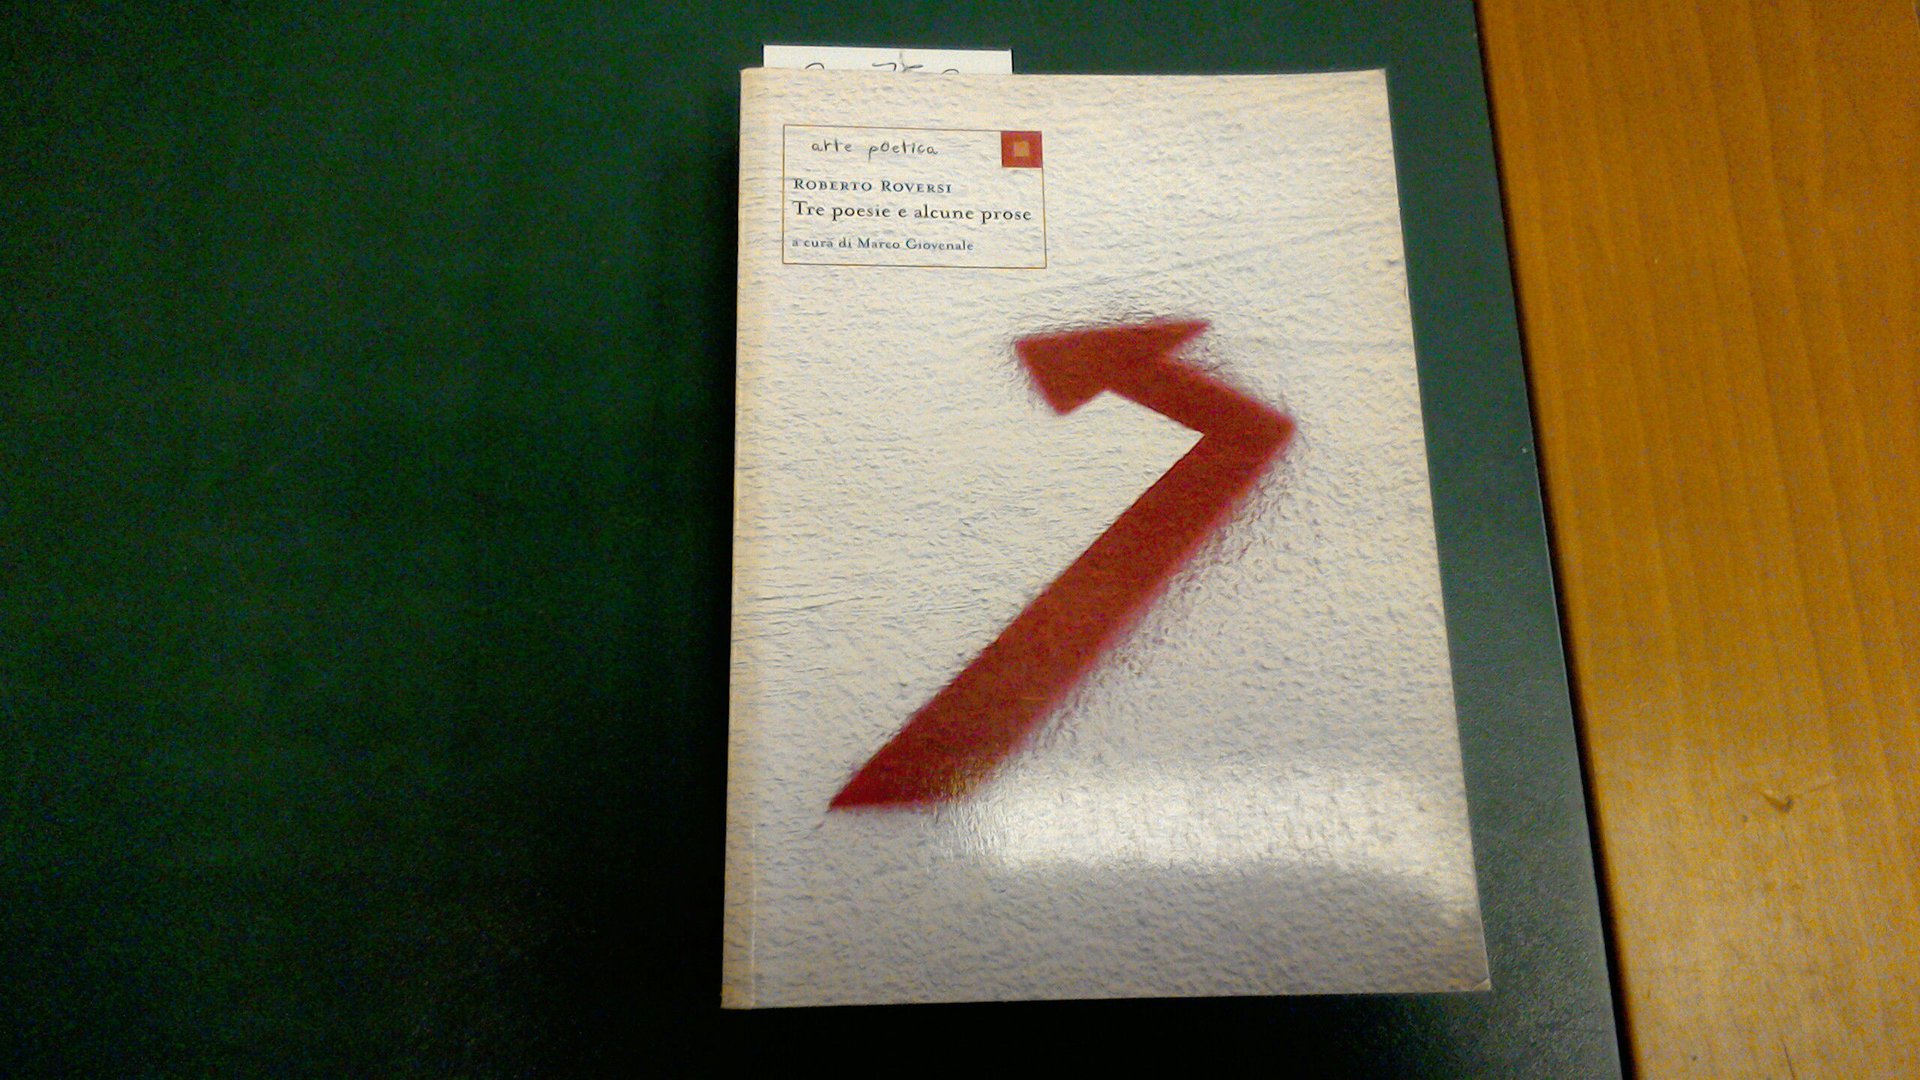 arte poetica
ROBERTO ROVERSI
Tre poesie e alcune prose
a cura di Marco Giovenale